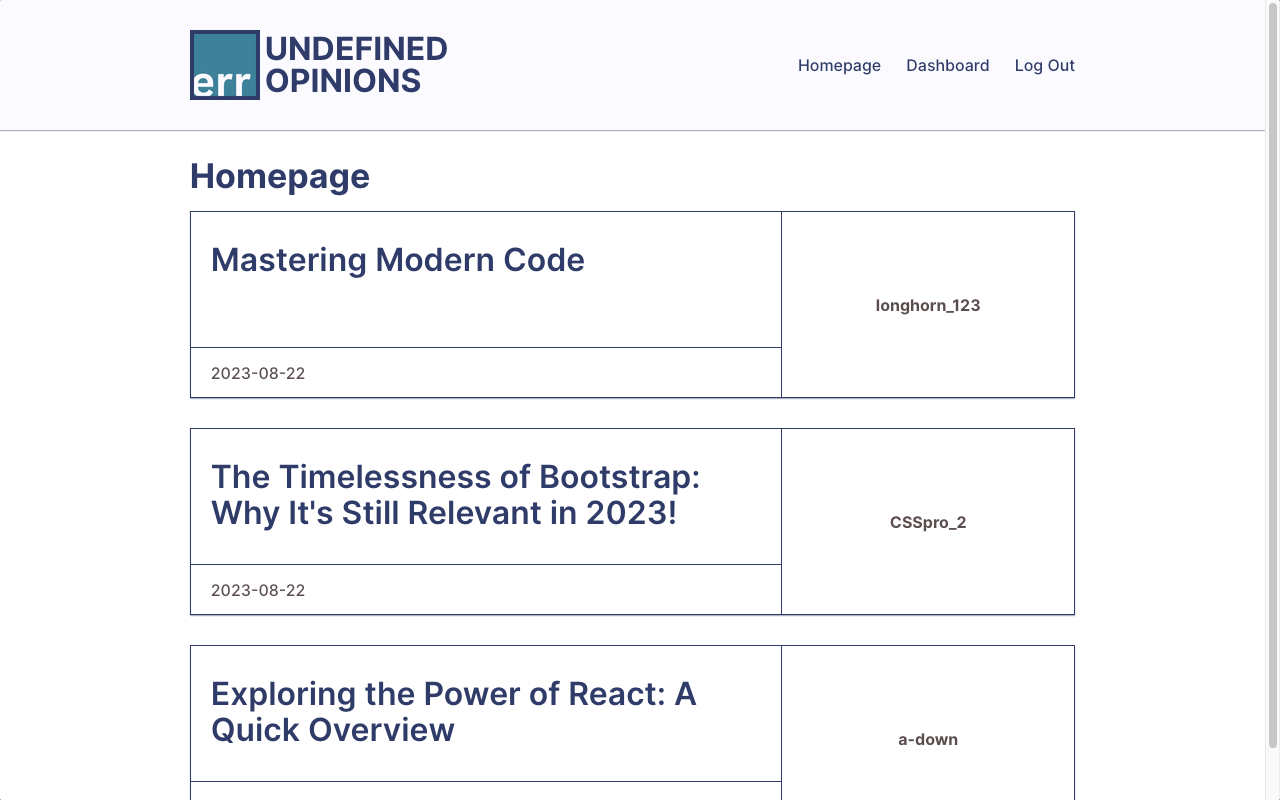 err
UNDEFINED
OPINIONS
Homepage Dashboard Log Out
Homepage
Mastering Modern Code
longhorn_123
2023-08-22
The Timelessness of Bootstrap:
Why It's Still Relevant in 2023!
CSSpro_2
2023-08-22
Exploring the Power of React: A
Quick Overview
a-down